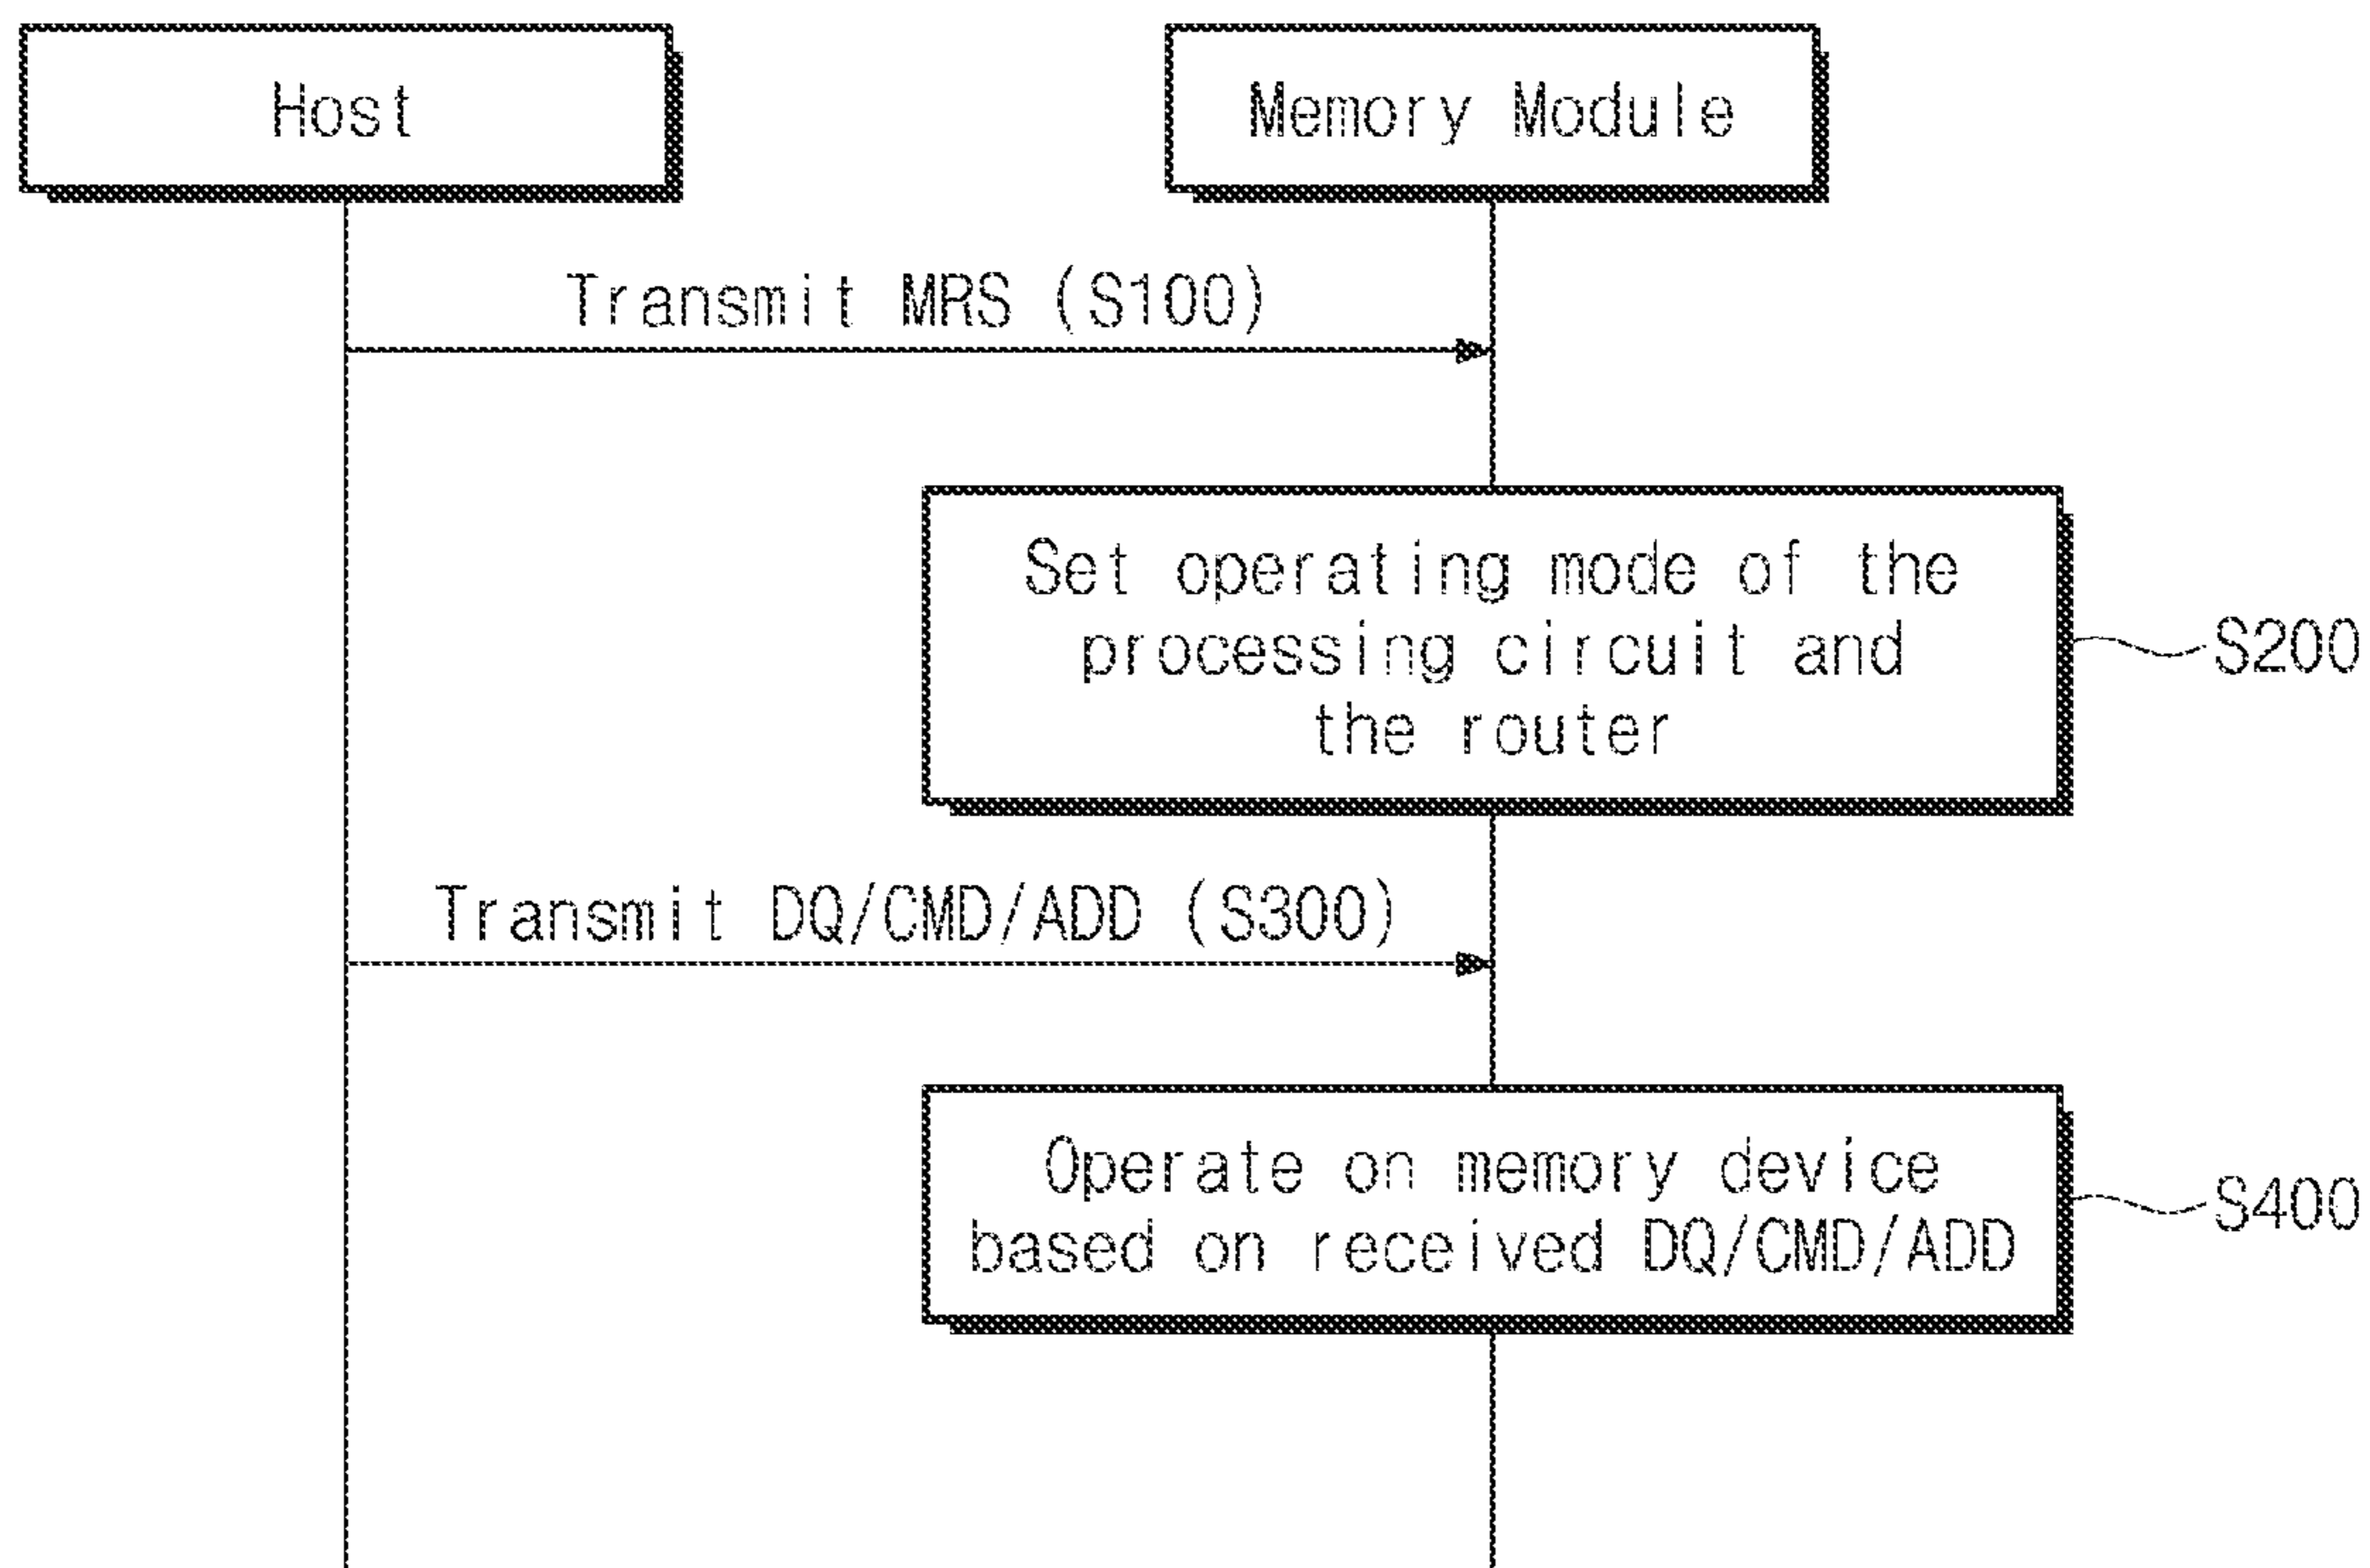 Host
Memory Module
Transmit MRS (S100)
Set operating mode of the
processing circuit and
the router
S200
Transmit DQ/CMD/ADD (S300)
Operate on memory device
based on received DQ/CMD/ADD
S400